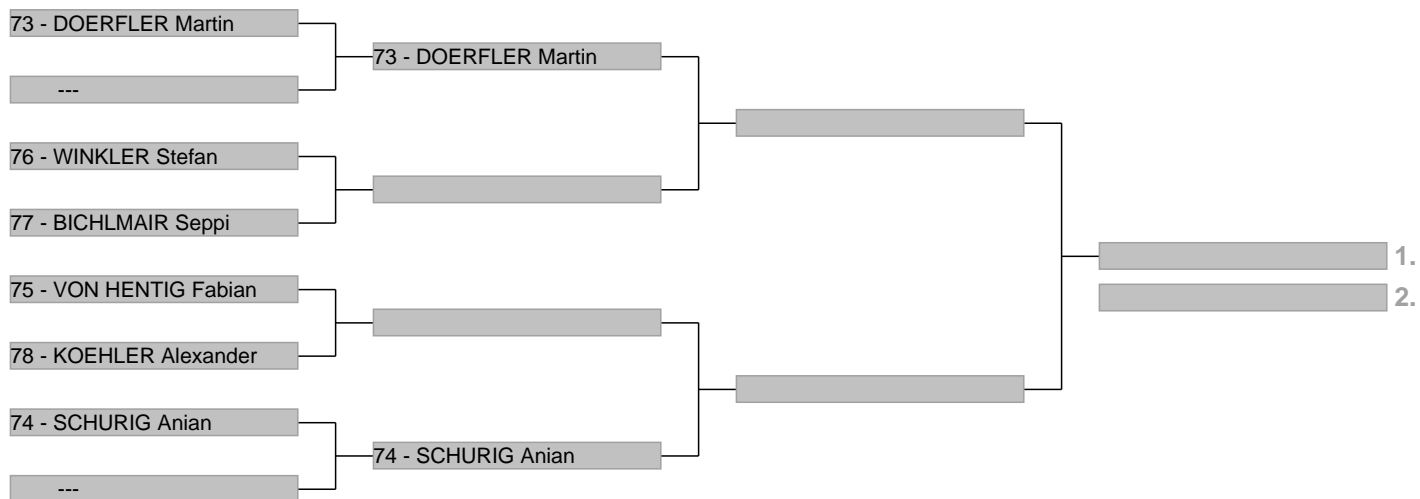 73 - DOERFLER Martin
73 - DOERFLER Martin
---
76 - WINKLER Stefan
77 - BICHLMAIR Seppi
1.
75 - VON HENTIG Fabian
2.
78 - KOEHLER Alexander
74 - SCHURIG Anian
74 - SCHURIG Anian
---